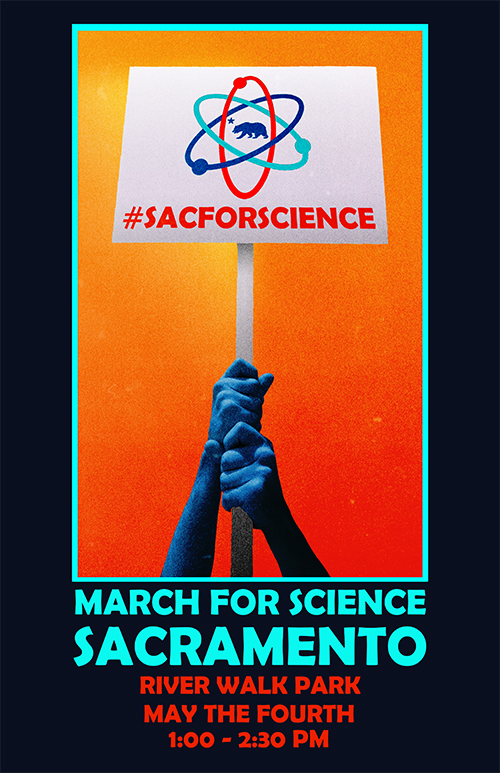 #SACFORSCIENCE
MARCH FOR SCIENCE
SACRAMENTO
RIVER WALK PARK
MAY THE FOURTH
1:00 - 2:30 PM